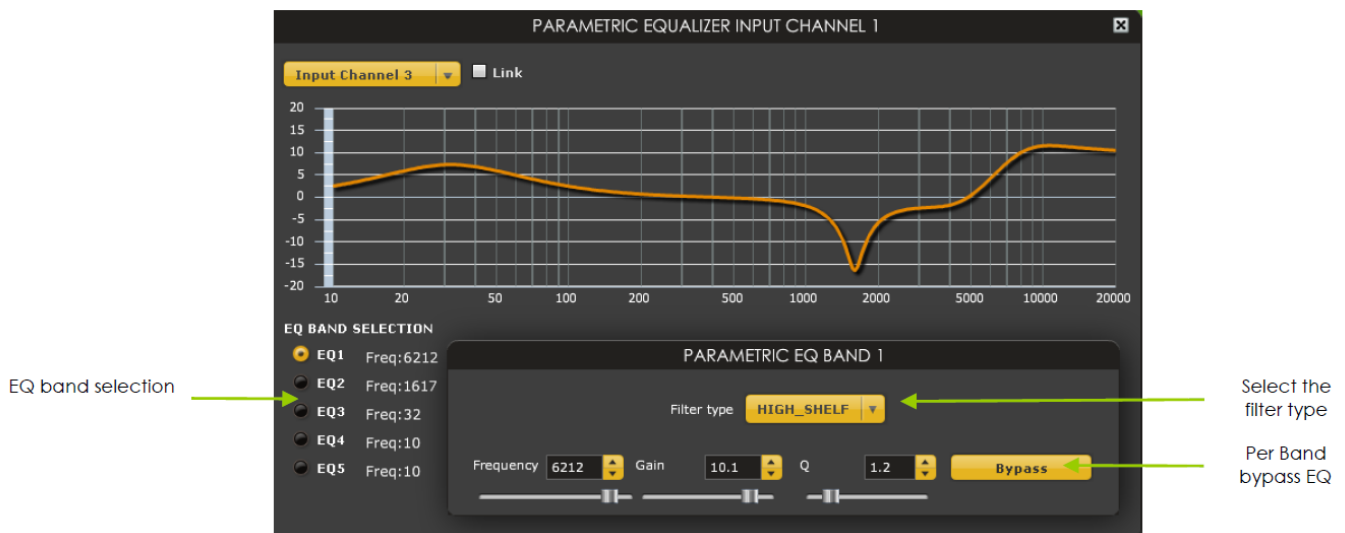 PARAMETRIC EQUALIZER INPUT CHANNEL 1
Input Channel 3
Link
20
15
10
5
0
-5
-10
-15
-20
10 20 50 100 200 500 1000 2000 5000 10000 20000
EQ BAND SELECTION
EQ1 Freq:6212
EQ2 Freq:1617
EQ3 Freq:32
EQ4 Freq:10
EQ5 Freq:10
EQ band selection
PARAMETRIC EQ BAND 1
Filter type HIGH_SHELF
Frequency 6212 Gain 10.1 Q 1.2 Bypass
Select the
filter type
Per Band
bypass EQ